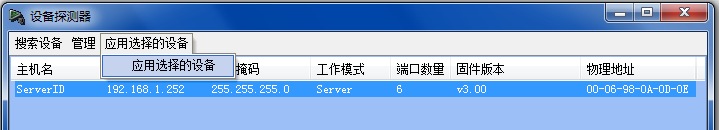 设备探测器
搜索设备 管理 应用选择的设备
应用选择的设备
主机名 掩码 工作模式 端口数量 固件版本 物理地址
ServerID 192.168.1.252 255.255.255.0 Server 6 v3.00 00-06-98-0A-0D-0E